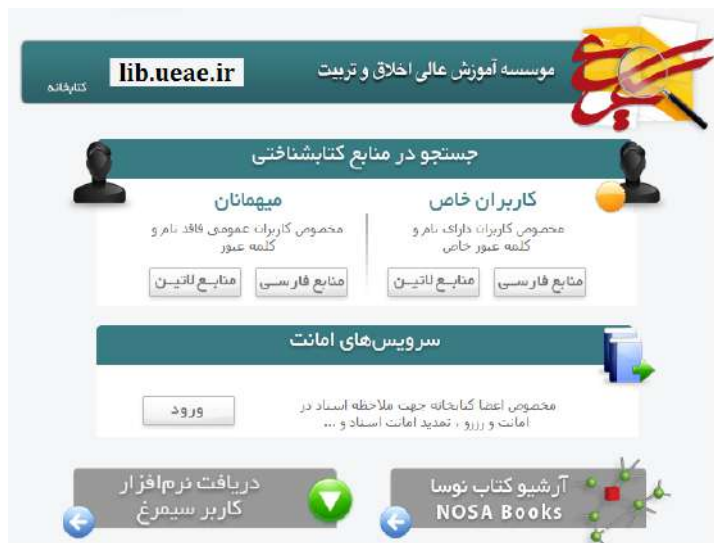 موسسه آموزش عالی اخلاق و تربیت
lib.ueae.ir
کتابخانه
سیمرغ
جستجو در منابع کتابشناختی
کاربران خاص
مخصوص کاربران دارای نام و
کلمه عبور خاص
منابع فارسی
منابع لاتین
میهمانان
مخصوص کاربران عمومی فاقد نام و
کلمه عبور
منابع فارسی
منابع لاتین
سرویس‌های امانت
مخصوص اعضا کتابخانه جهت ملاحظه اسناد در
امانت و رزرو ، تمدید امانت اسناد و ...
ورود
آرشیو کتاب نوسا
NOSA Books
دریافت نرم‌افزار
کاربر سیمرغ